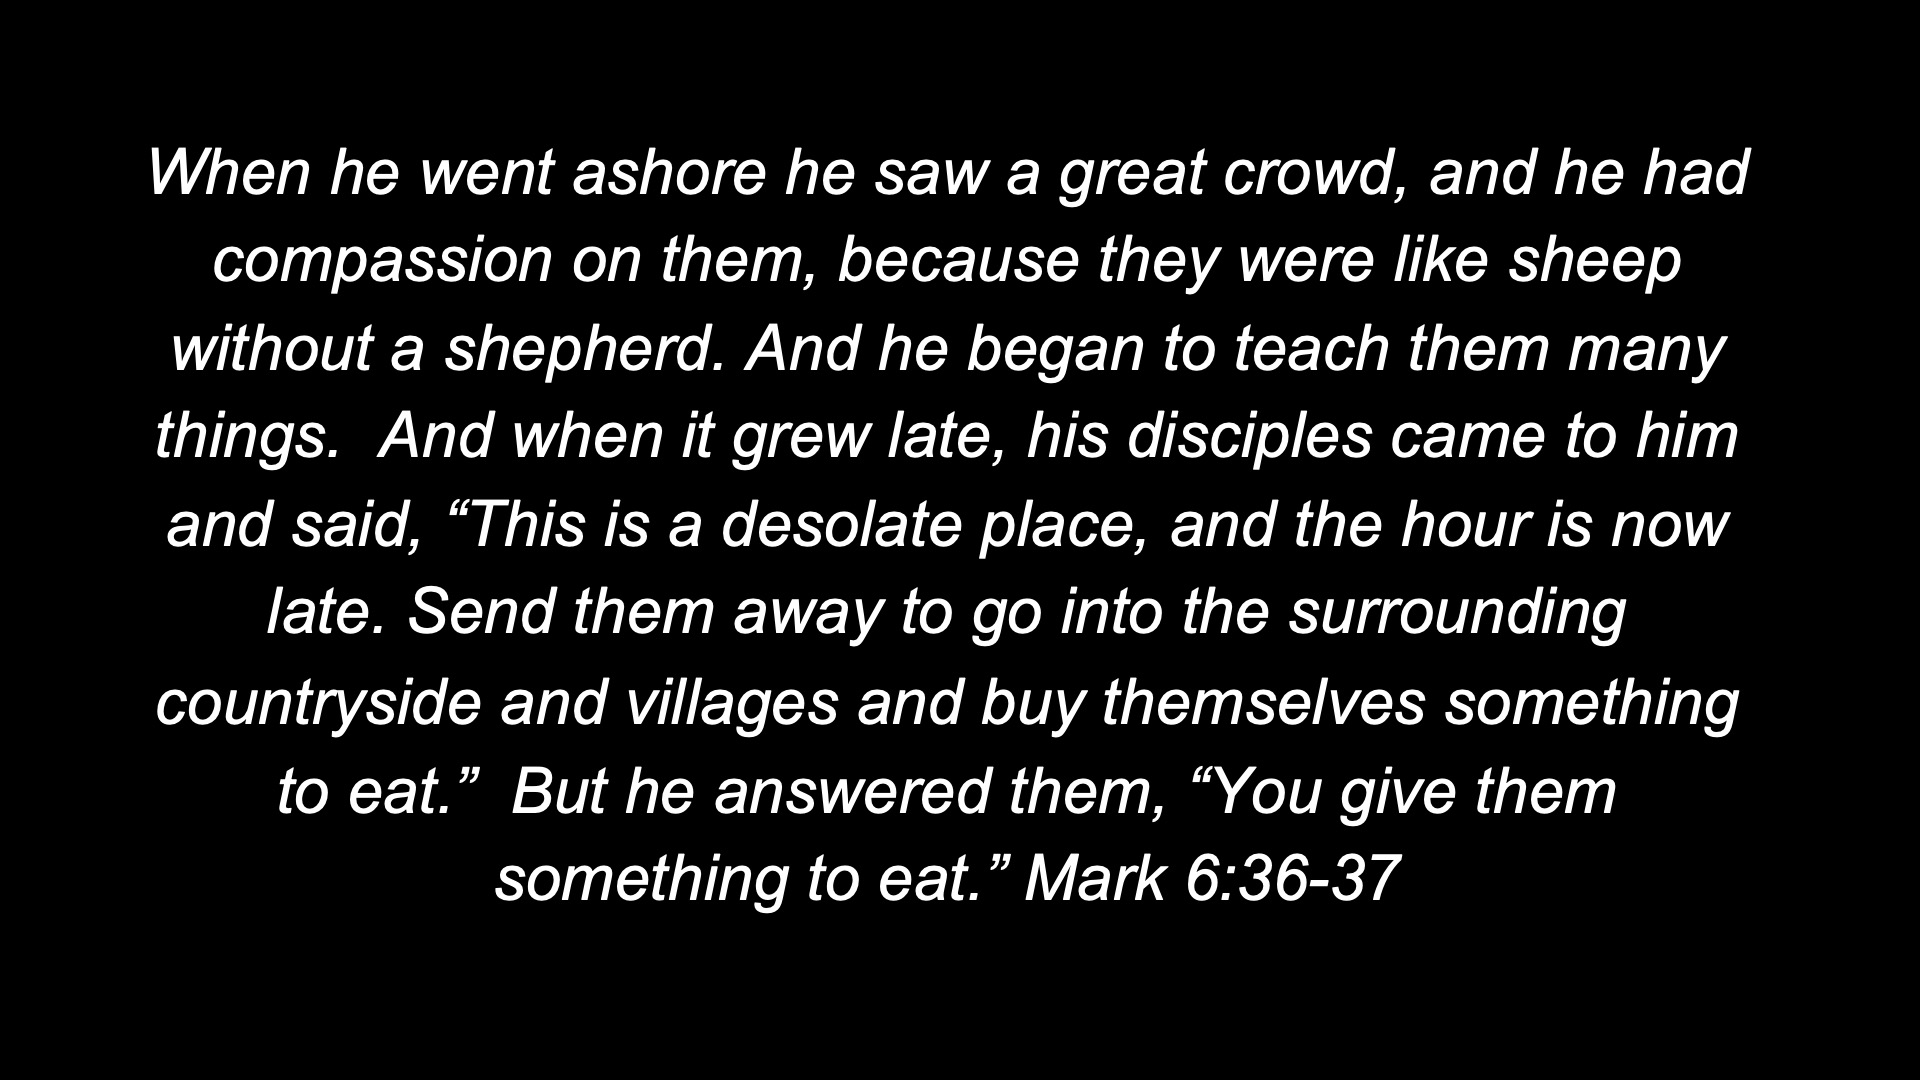 When he went ashore he saw a great crowd, and he had
compassion on them, because they were like sheep
without a shepherd. And he began to teach them many
things.  And when it grew late, his disciples came to him
and said, “This is a desolate place, and the hour is now
late. Send them away to go into the surrounding
countryside and villages and buy themselves something
to eat.”  But he answered them, “You give them
something to eat.” Mark 6:36-37